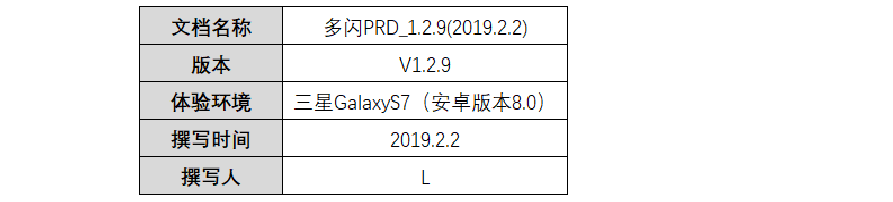 文档名称 多闪PRD_1.2.9(2019.2.2)
版本 V1.2.9
体验环境 三星GalaxyS7（安卓版本8.0）
撰写时间 2019.2.2
撰写人 L